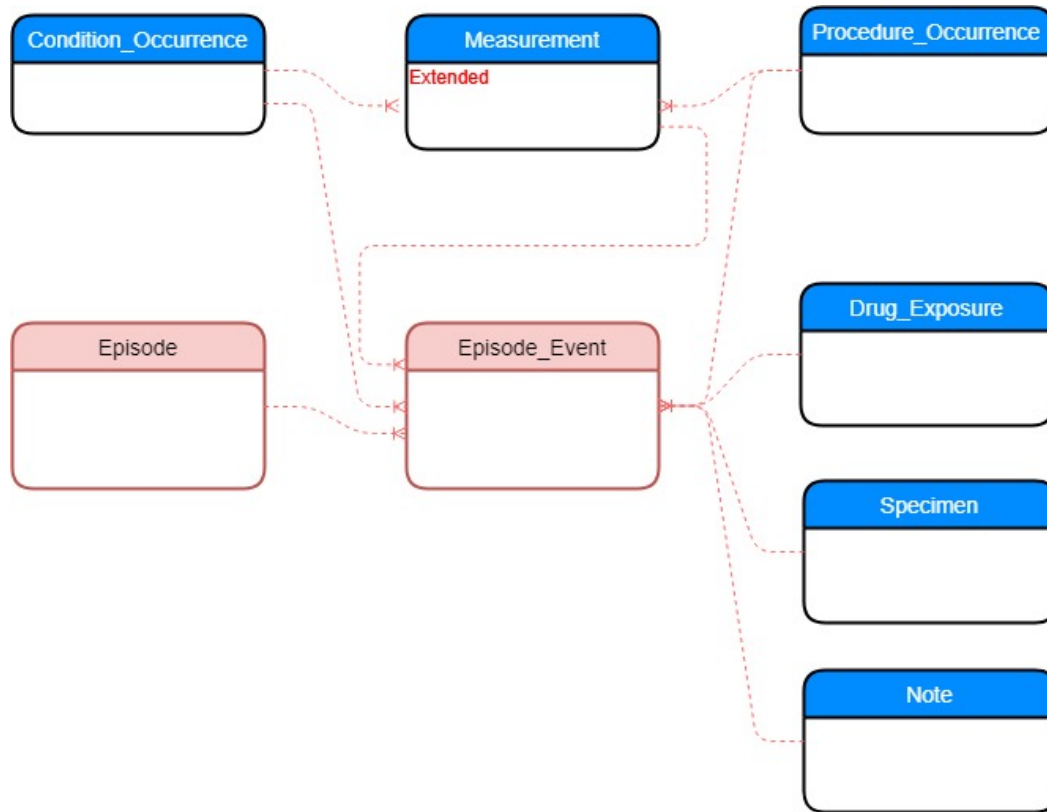 Condition_Occurrence
Measurement
Extended
Procedure_Occurrence
Episode
Episode_Event
Drug_Exposure
Specimen
Note